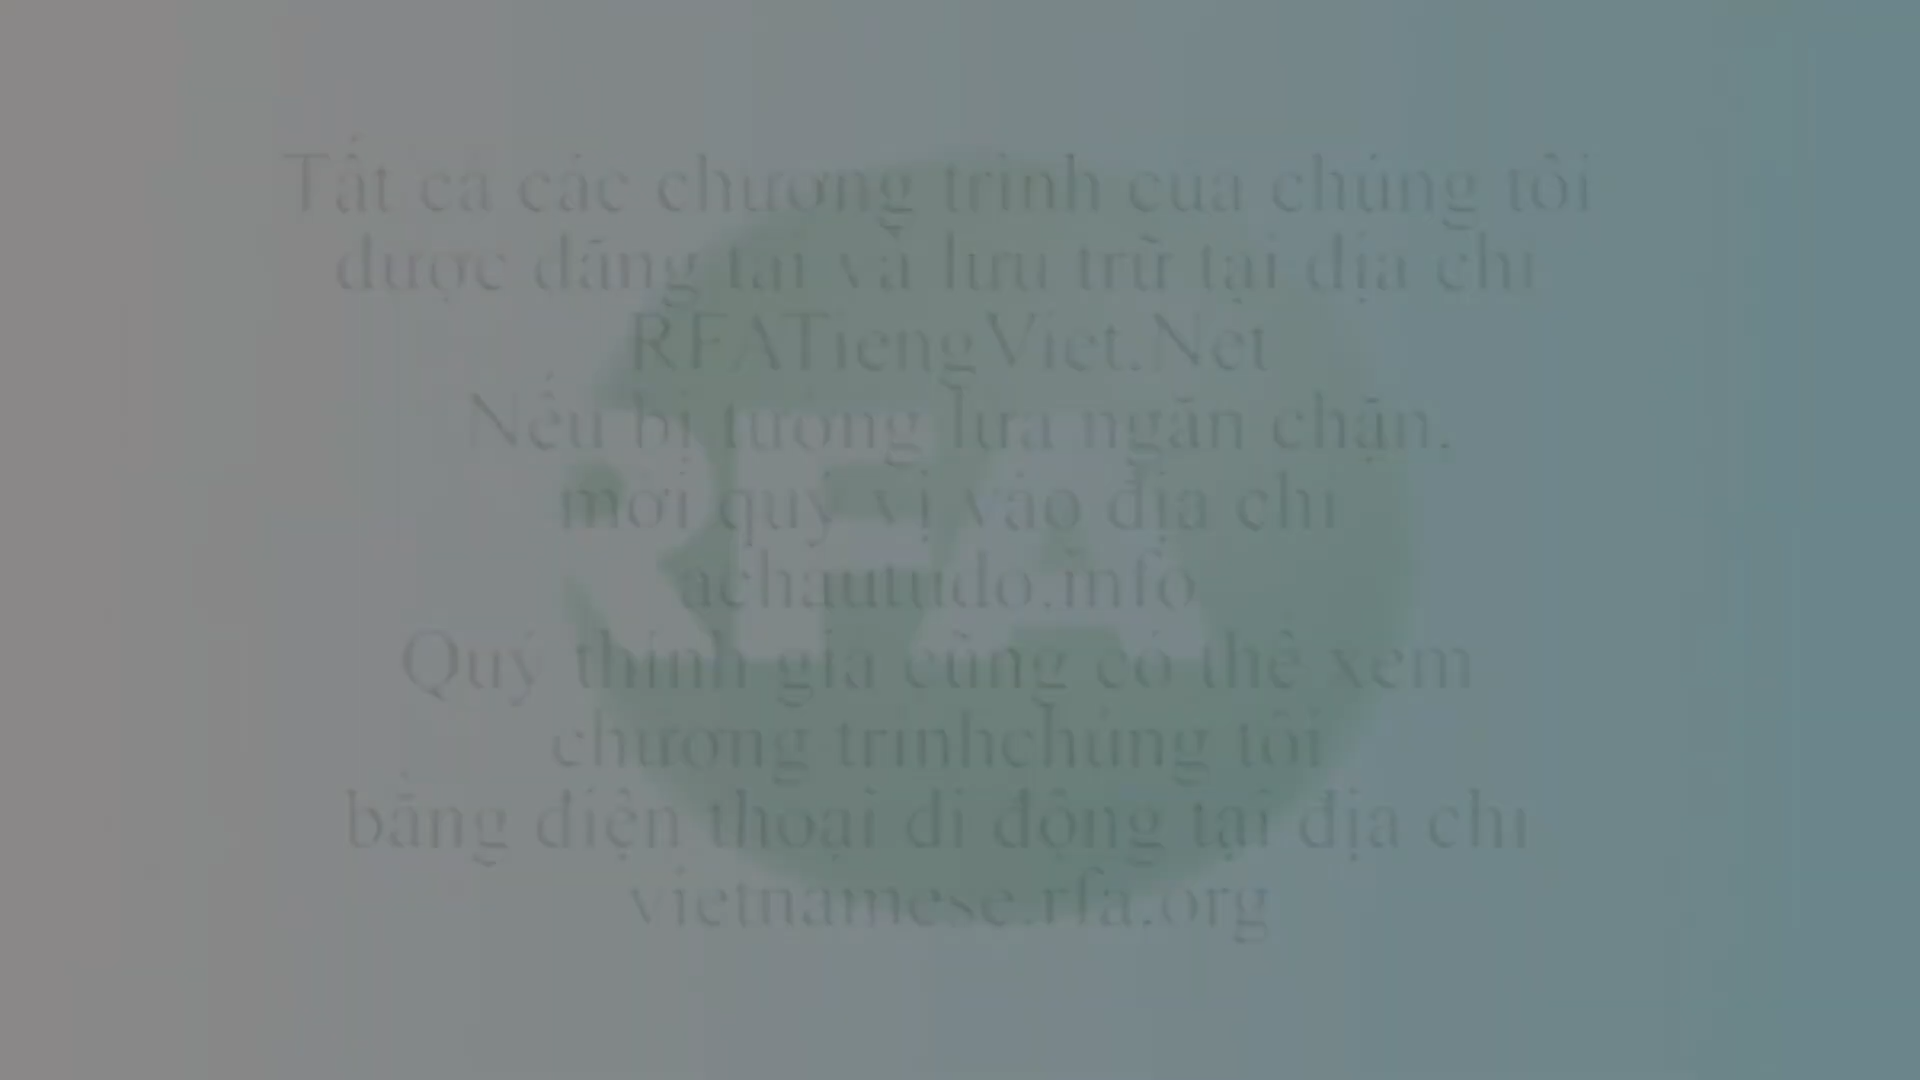 Tất cả các chương trình của chúng tôi
được đăng tải và lưu trữ tại địa chỉ
RFATiengViet.Net
Nếu bị tường lửa ngăn chặn,
mời quý vị vào địa chỉ
achautudo.info
Quý thính giả cũng có thể xem
chương trìnhchúng tôi
bằng điện thoại di động tại địa chỉ
vietnamese.rfa.org
RFA